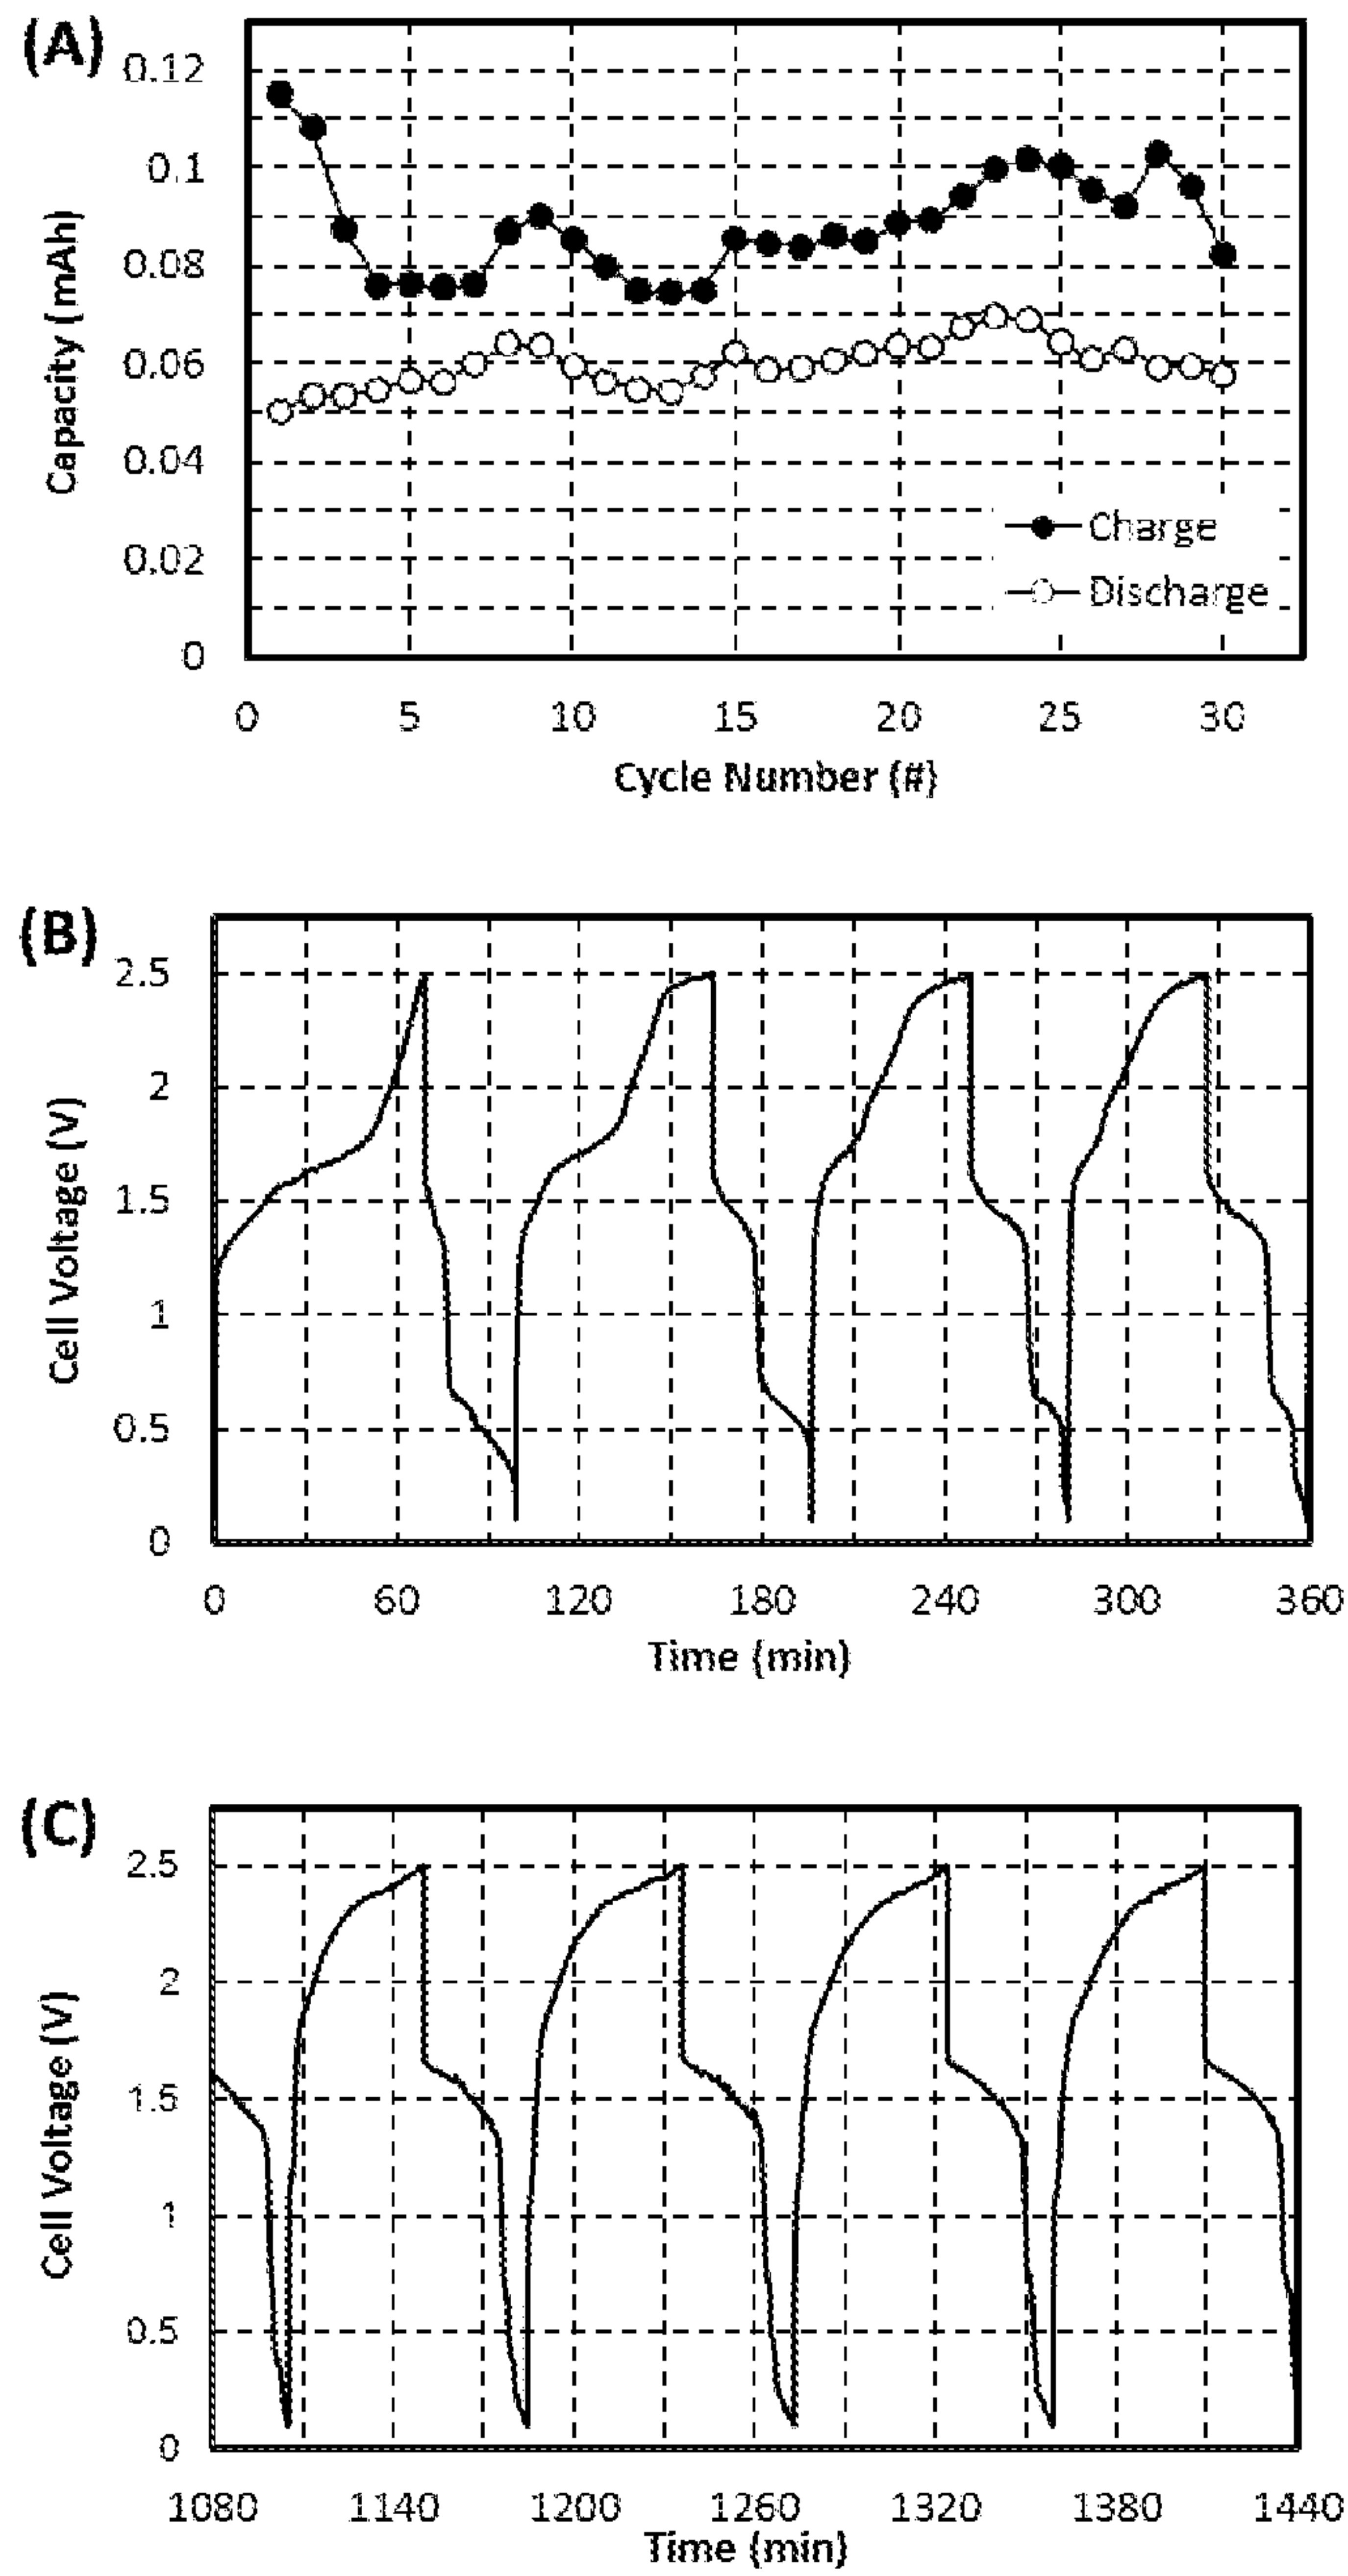 (A)
0.12
0.1
0.08
0.06
0.04
0.02
0
Capacity (mAh)
Charge
Discharge
0 5 10 15 20 25 30
Cycle Number (#)
(B)
2.5
2
1.5
1
0.5
0
Cell Voltage (V)
0 60 120 180 240 300 360
Time (min)
(C)
2.5
2
1.5
1
0.5
0
Cell Voltage (V)
1080 1140 1200 1260 1320 1380 1440
Time (min)